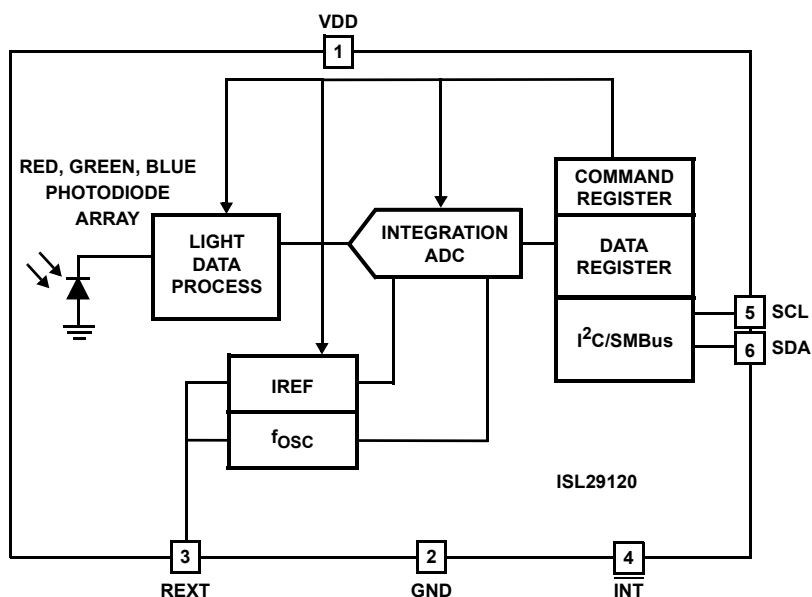 VDD
1
RED, GREEN, BLUE
PHOTODIODE
ARRAY
LIGHT
DATA
PROCESS
INTEGRATION
ADC
COMMAND
REGISTER
DATA
REGISTER
I²C/SMBus
5 SCL
6 SDA
IREF
fOSC
ISL29120
3
REXT
2
GND
4
I̅N̅T̅